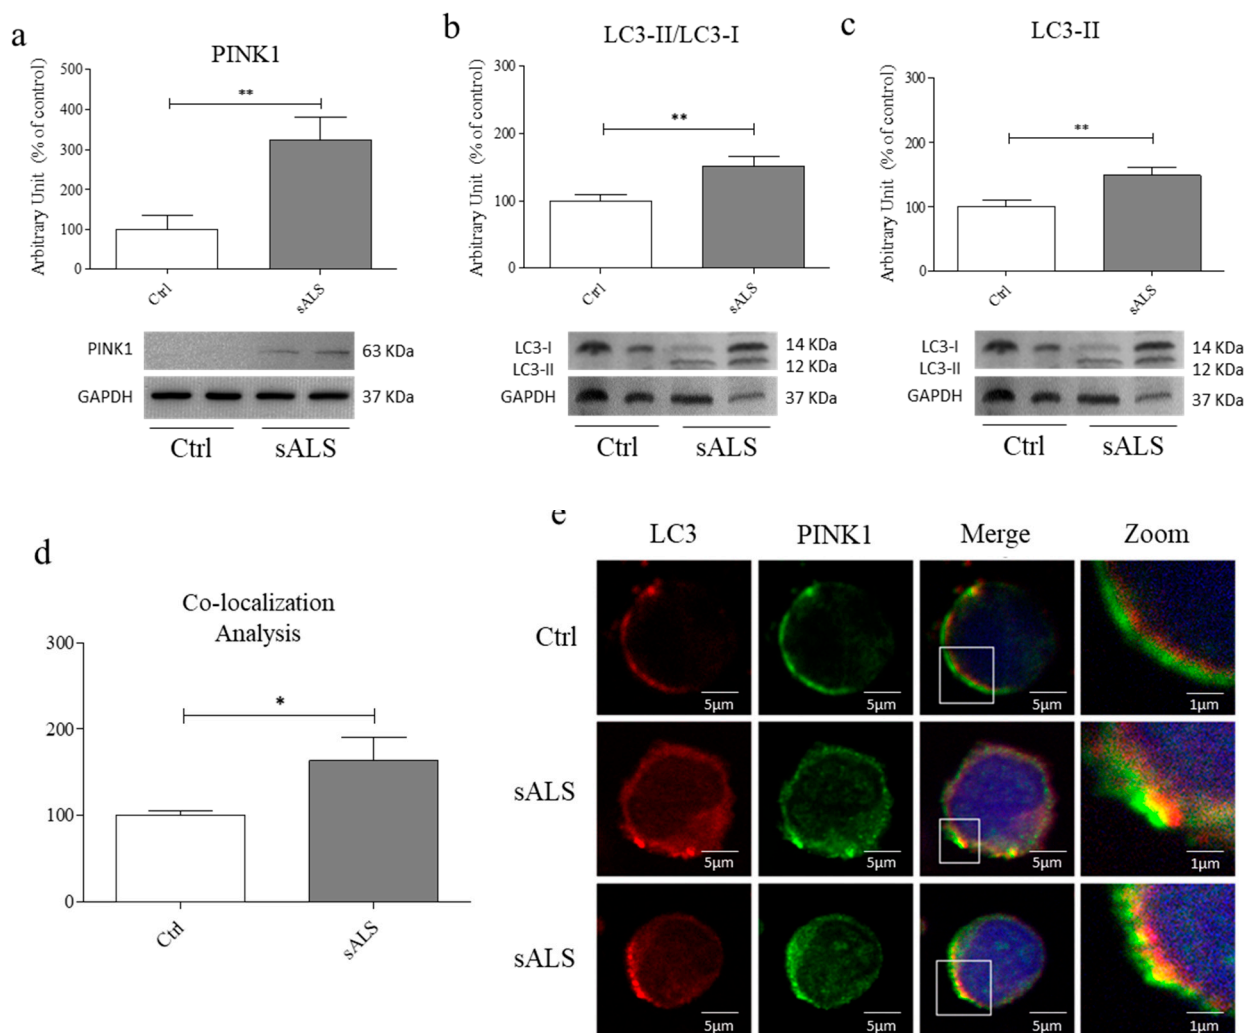 a
PINK1
Arbitrary Unit (% of control)
500
400
300
200
100
0
**
Ctrl
sALS
PINK1
63 KDa
GAPDH
37 KDa
Ctrl
sALS
b
LC3-II/LC3-I
Arbitrary Unit (% of control)
300
200
100
0
**
Ctrl
sALS
LC3-I
14 KDa
LC3-II
12 KDa
GAPDH
37 KDa
Ctrl
sALS
c
LC3-II
Arbitrary Unit (% of control)
300
200
100
0
**
Ctrl
sALS
LC3-I
14 KDa
LC3-II
12 KDa
GAPDH
37 KDa
Ctrl
sALS
d
Co-localization
Analysis
300
200
100
0
*
Ctrl
sALS
e
LC3 PINK1 Merge Zoom
Ctrl
5µm 5µm 5µm 1µm
sALS
5µm 5µm 5µm 1µm
sALS
5µm 5µm 5µm 1µm